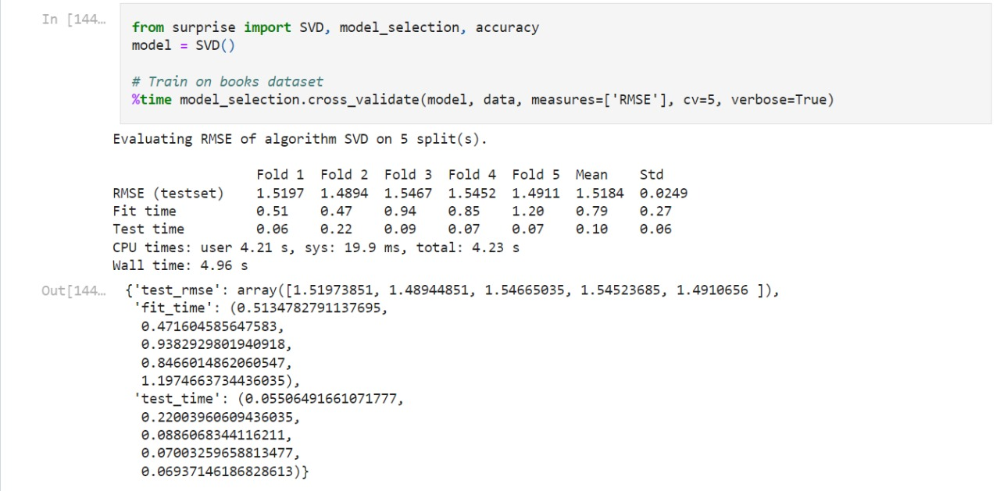 In [144…
from surprise import SVD, model_selection, accuracy
model = SVD()
# Train on books dataset
%time model_selection.cross_validate(model, data, measures=['RMSE'], cv=5, verbose=True)
Evaluating RMSE of algorithm SVD on 5 split(s).
Fold 1 Fold 2 Fold 3 Fold 4 Fold 5 Mean Std
RMSE (testset) 1.5197 1.4894 1.5467 1.5452 1.4911 1.5184 0.0249
Fit time 0.51 0.47 0.94 0.85 1.20 0.79 0.27
Test time 0.06 0.22 0.09 0.07 0.07 0.10 0.06
CPU times: user 4.21 s, sys: 19.9 ms, total: 4.23 s
Wall time: 4.96 s
Out[144… {'test_rmse': array([1.51973851, 1.48944851, 1.54665035, 1.54523685, 1.4910656 ]),
'fit_time': (0.5134782791137695,
0.471604585647583,
0.9382929801940918,
0.8466014862060547,
1.1974663734436035),
'test_time': (0.05506491661071777,
0.22003960609436035,
0.0886068344116211,
0.07003259658813477,
0.06937146186828613)}